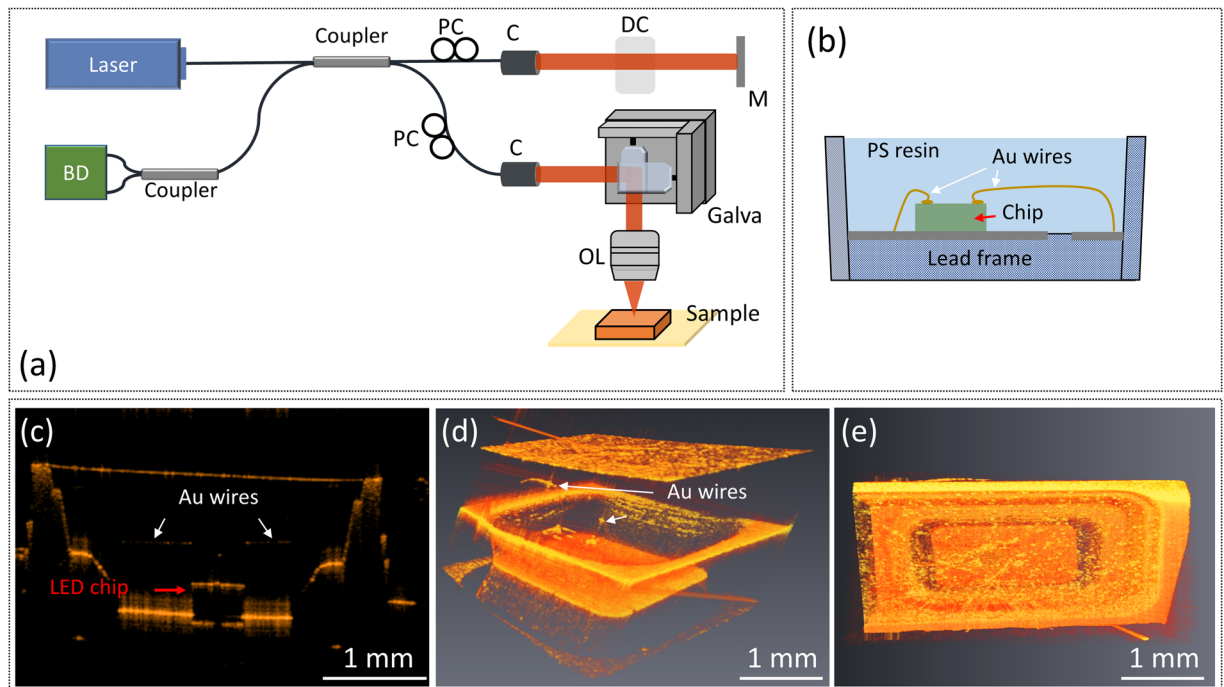 PC
C
DC
Coupler
Laser
M
PC
C
BD
Coupler
Galva
OL
Sample
(a)
(b)
PS resin
Au wires
Chip
Lead frame
(c)
Au wires
LED chip
1 mm
(d)
Au wires
1 mm
(e)
1 mm